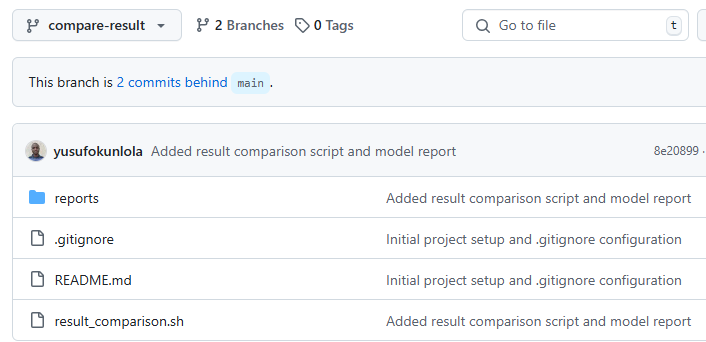 compare-result 2 Branches 0 Tags Go to file t
This branch is 2 commits behind main.
yusufokunlola Added result comparison script and model report 8e20899 ·
reports Added result comparison script and model report
.gitignore Initial project setup and .gitignore configuration
README.md Initial project setup and .gitignore configuration
result_comparison.sh Added result comparison script and model report